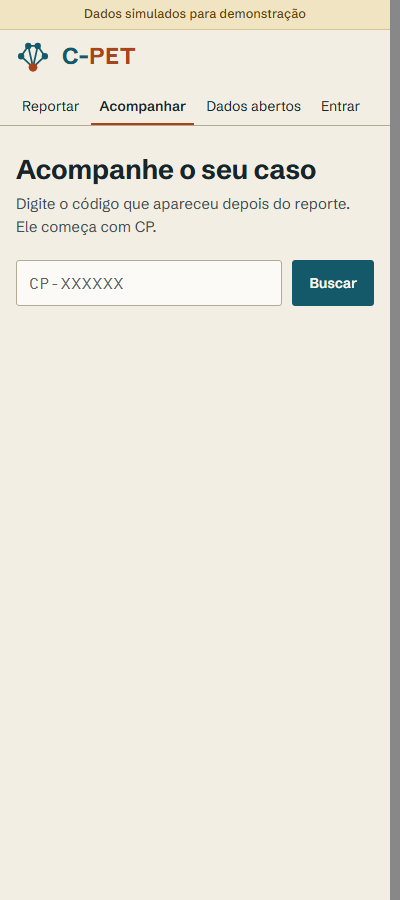 Dados simulados para demonstração
C-PET
Reportar Acompanhar Dados abertos Entrar
Acompanhe o seu caso
Digite o código que apareceu depois do reporte.
Ele começa com CP.
CP-XXXXXX Buscar